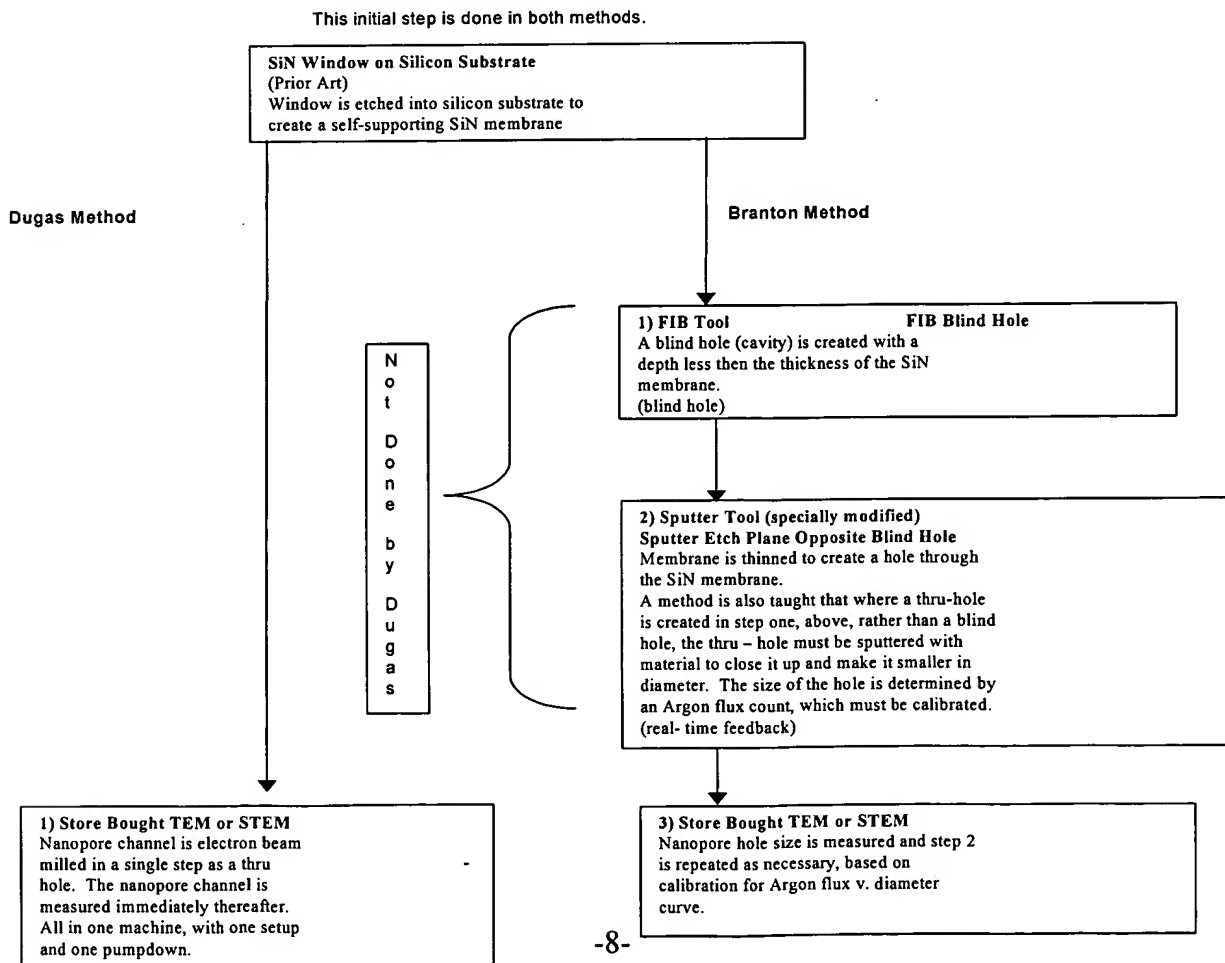 This initial step is done in both methods.
SiN Window on Silicon Substrate
(Prior Art)
Window is etched into silicon substrate to
create a self-supporting SiN membrane
Dugas Method
Branton Method
1) FIB Tool FIB Blind Hole
A blind hole (cavity) is created with a
depth less then the thickness of the SiN
membrane.
(blind hole)
Not Done by Dugas
2) Sputter Tool (specially modified)
Sputter Etch Plane Opposite Blind Hole
Membrane is thinned to create a hole through
the SiN membrane.
A method is also taught that where a thru-hole
is created in step one, above, rather than a blind
hole, the thru – hole must be sputtered with
material to close it up and make it smaller in
diameter. The size of the hole is determined by
an Argon flux count, which must be calibrated.
(real- time feedback)
1) Store Bought TEM or STEM
Nanopore channel is electron beam
milled in a single step as a thru
hole. The nanopore channel is
measured immediately thereafter.
All in one machine, with one setup
and one pumpdown.
3) Store Bought TEM or STEM
Nanopore hole size is measured and step 2
is repeated as necessary, based on
calibration for Argon flux v. diameter
curve.
-8-